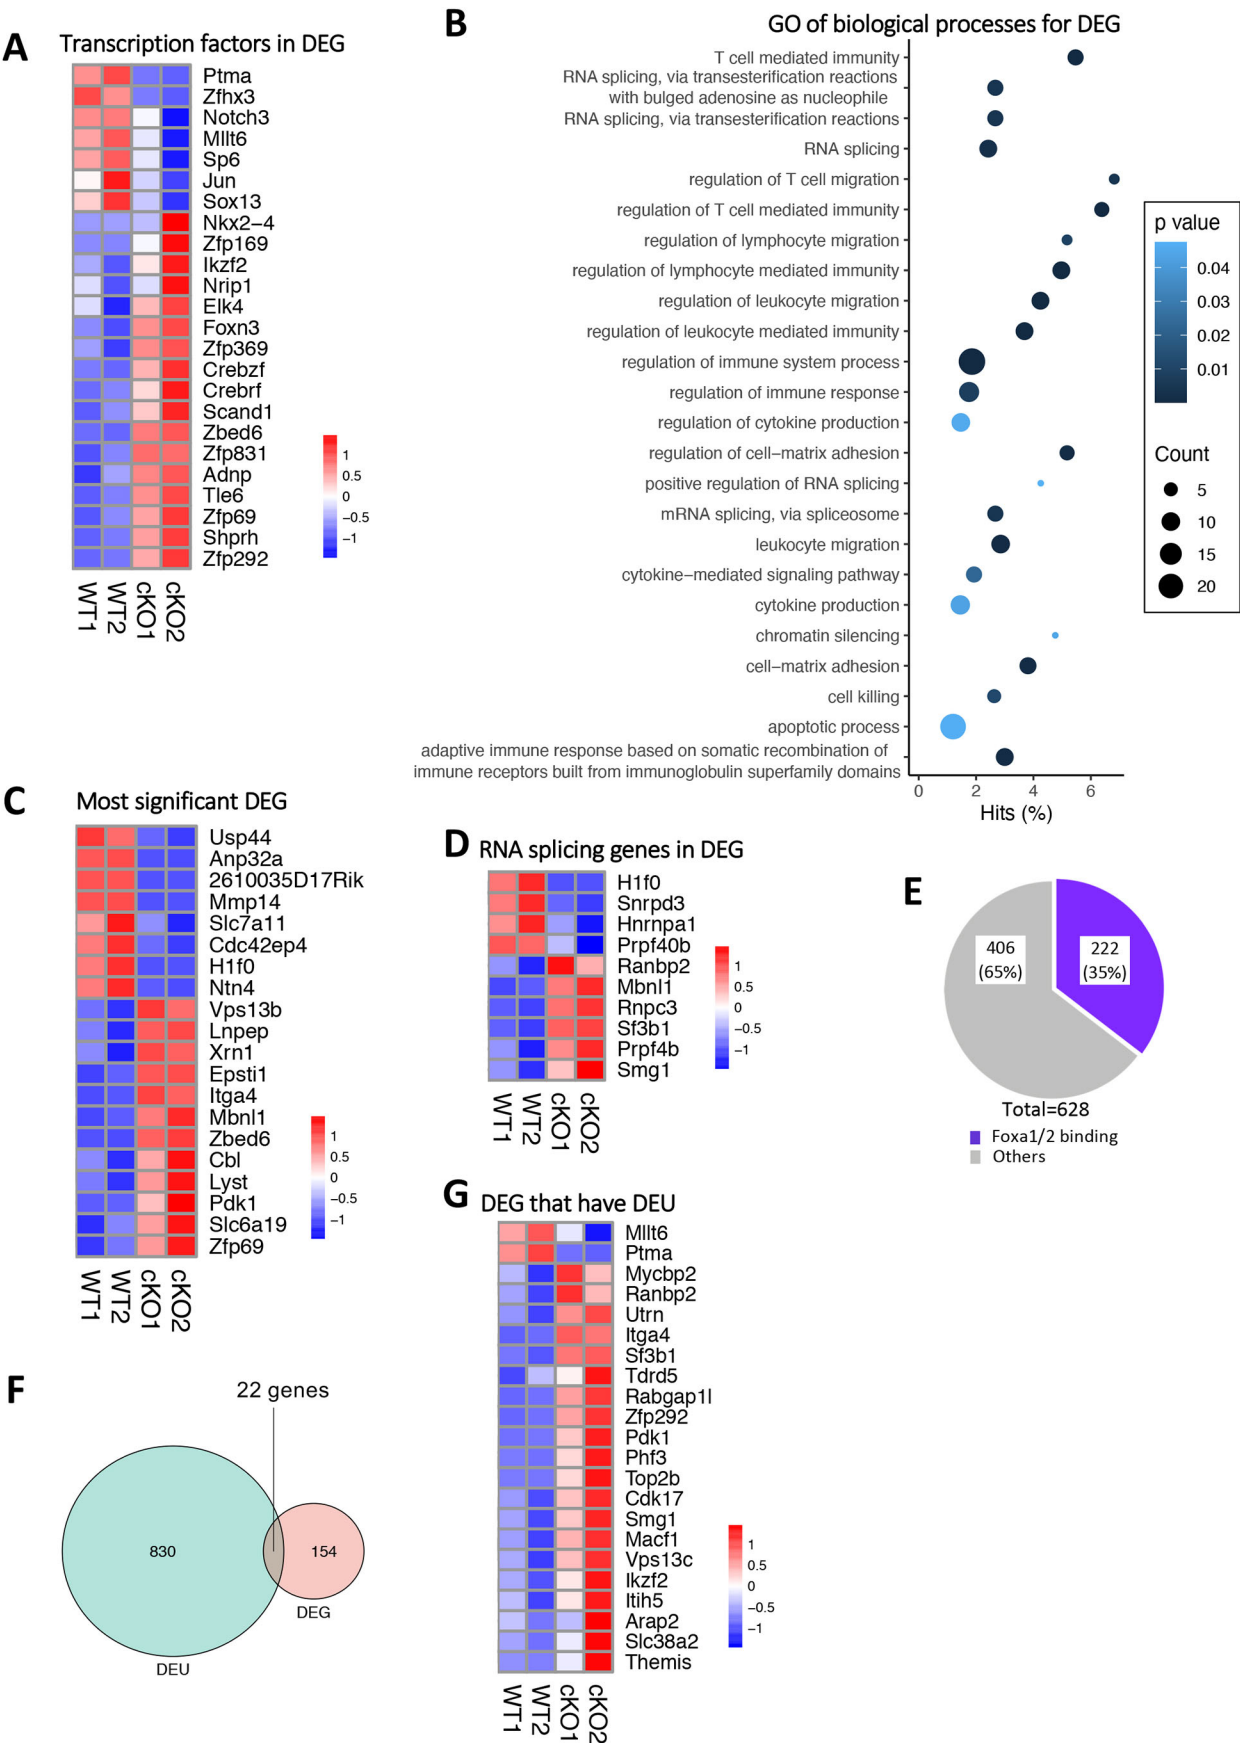 A
Transcription factors in DEG
Ptma
Zfhx3
Notch3
Mllt6
Sp6
Jun
Sox13
Nkx2−4
Zfp169
Ikzf2
Nrip1
Elk4
Foxn3
Zfp369
Crebzf
Crebrf
Scand1
Zbed6
Zfp831
Adnp
Tle6
Zfp69
Shprh
Zfp292
1
0.5
0
−0.5
−1
WT1
WT2
cKO1
cKO2
B
GO of biological processes for DEG
T cell mediated immunity
RNA splicing, via transesterification reactions
with bulged adenosine as nucleophile
RNA splicing, via transesterification reactions
RNA splicing
regulation of T cell migration
regulation of T cell mediated immunity
regulation of lymphocyte migration
regulation of lymphocyte mediated immunity
regulation of leukocyte migration
regulation of leukocyte mediated immunity
regulation of immune system process
regulation of immune response
regulation of cytokine production
regulation of cell−matrix adhesion
positive regulation of RNA splicing
mRNA splicing, via spliceosome
leukocyte migration
cytokine−mediated signaling pathway
cytokine production
chromatin silencing
cell−matrix adhesion
cell killing
apoptotic process
adaptive immune response based on somatic recombination of
immune receptors built from immunoglobulin superfamily domains
0 2 4 6
Hits (%)
p value
0.04
0.03
0.02
0.01
Count
5
10
15
20
C
Most significant DEG
Usp44
Anp32a
2610035D17Rik
Mmp14
Slc7a11
Cdc42ep4
H1f0
Ntn4
Vps13b
Lnpep
Xrn1
Epsti1
Itga4
Mbnl1
Zbed6
Cbl
Lyst
Pdk1
Slc6a19
Zfp69
1
0.5
0
−0.5
−1
WT1
WT2
cKO1
cKO2
D
RNA splicing genes in DEG
H1f0
Snrpd3
Hnrnpa1
Prpf40b
Ranbp2
Mbnl1
Rnpc3
Sf3b1
Prpf4b
Smg1
1
0.5
0
−0.5
−1
WT1
WT2
cKO1
cKO2
E
406
(65%)
222
(35%)
Total=628
Foxa1/2 binding
Others
F
22 genes
830
154
DEG
DEU
G
DEG that have DEU
Mllt6
Ptma
Mycbp2
Ranbp2
Utrn
Itga4
Sf3b1
Tdrd5
Rabgap1l
Zfp292
Pdk1
Phf3
Top2b
Cdk17
Smg1
Macf1
Vps13c
Ikzf2
Itih5
Arap2
Slc38a2
Themis
1
0.5
0
−0.5
−1
WT1
WT2
cKO1
cKO2